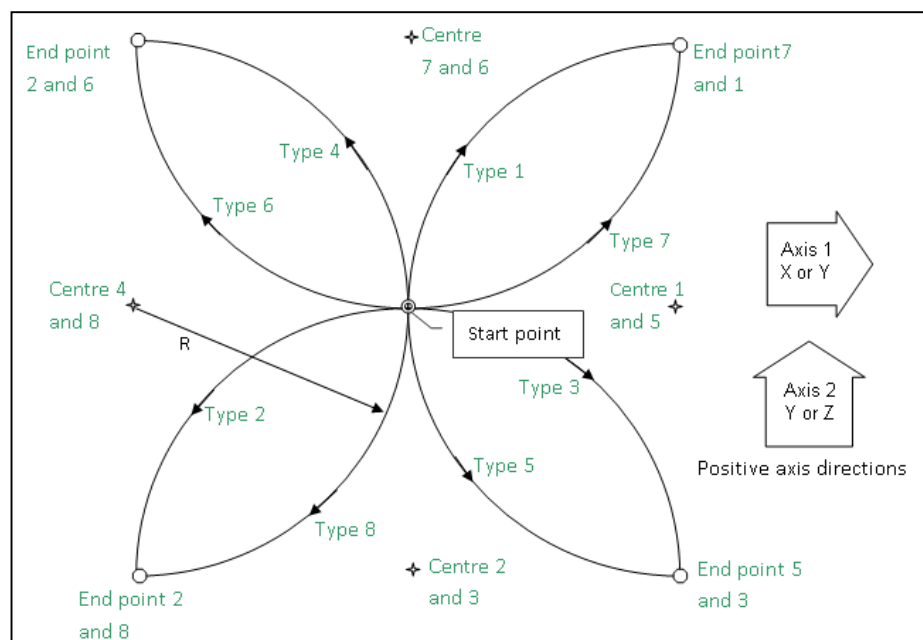 End point
2 and 6
Centre
7 and 6
End point7
and 1
Type 4
Type 1
Type 6
Type 7
Centre 4
and 8
R
Centre 1
and 5
Axis 1
X or Y
Start point
Type 2
Type 3
Axis 2
Y or Z
Type 5
Positive axis directions
Type 8
End point 2
and 8
Centre 2
and 3
End point 5
and 3